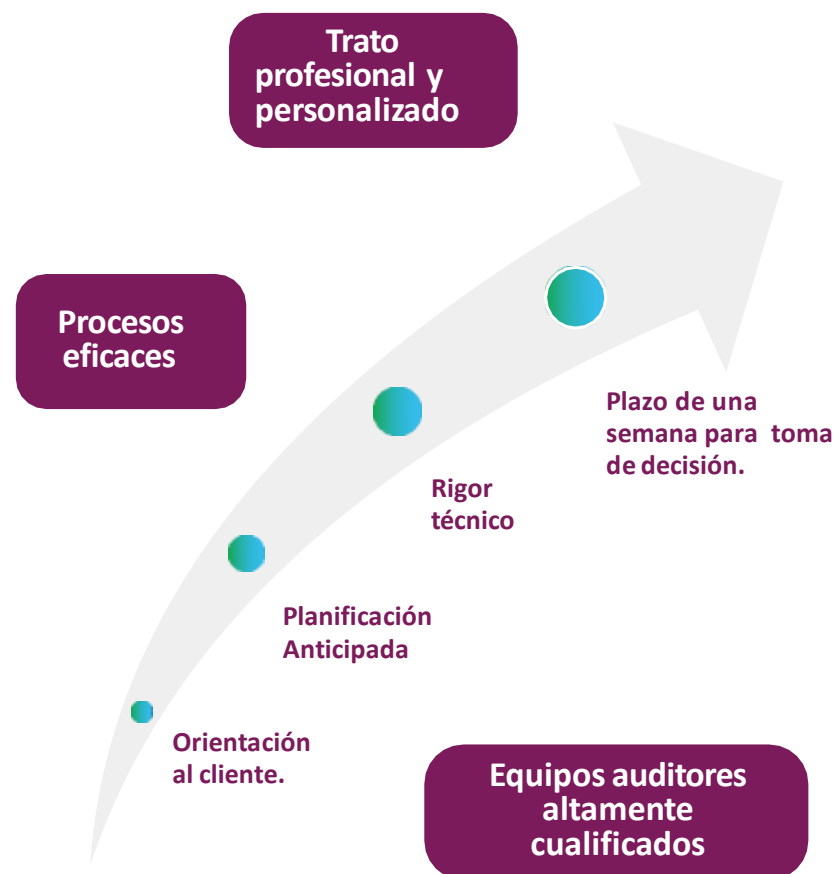 Trato
profesional y
personalizado
Procesos
eficaces
Plazo de una
semana para toma
de decisión.
Rigor
técnico
Planificación
Anticipada
Orientación
al cliente.
Equipos auditores
altamente
cualificados